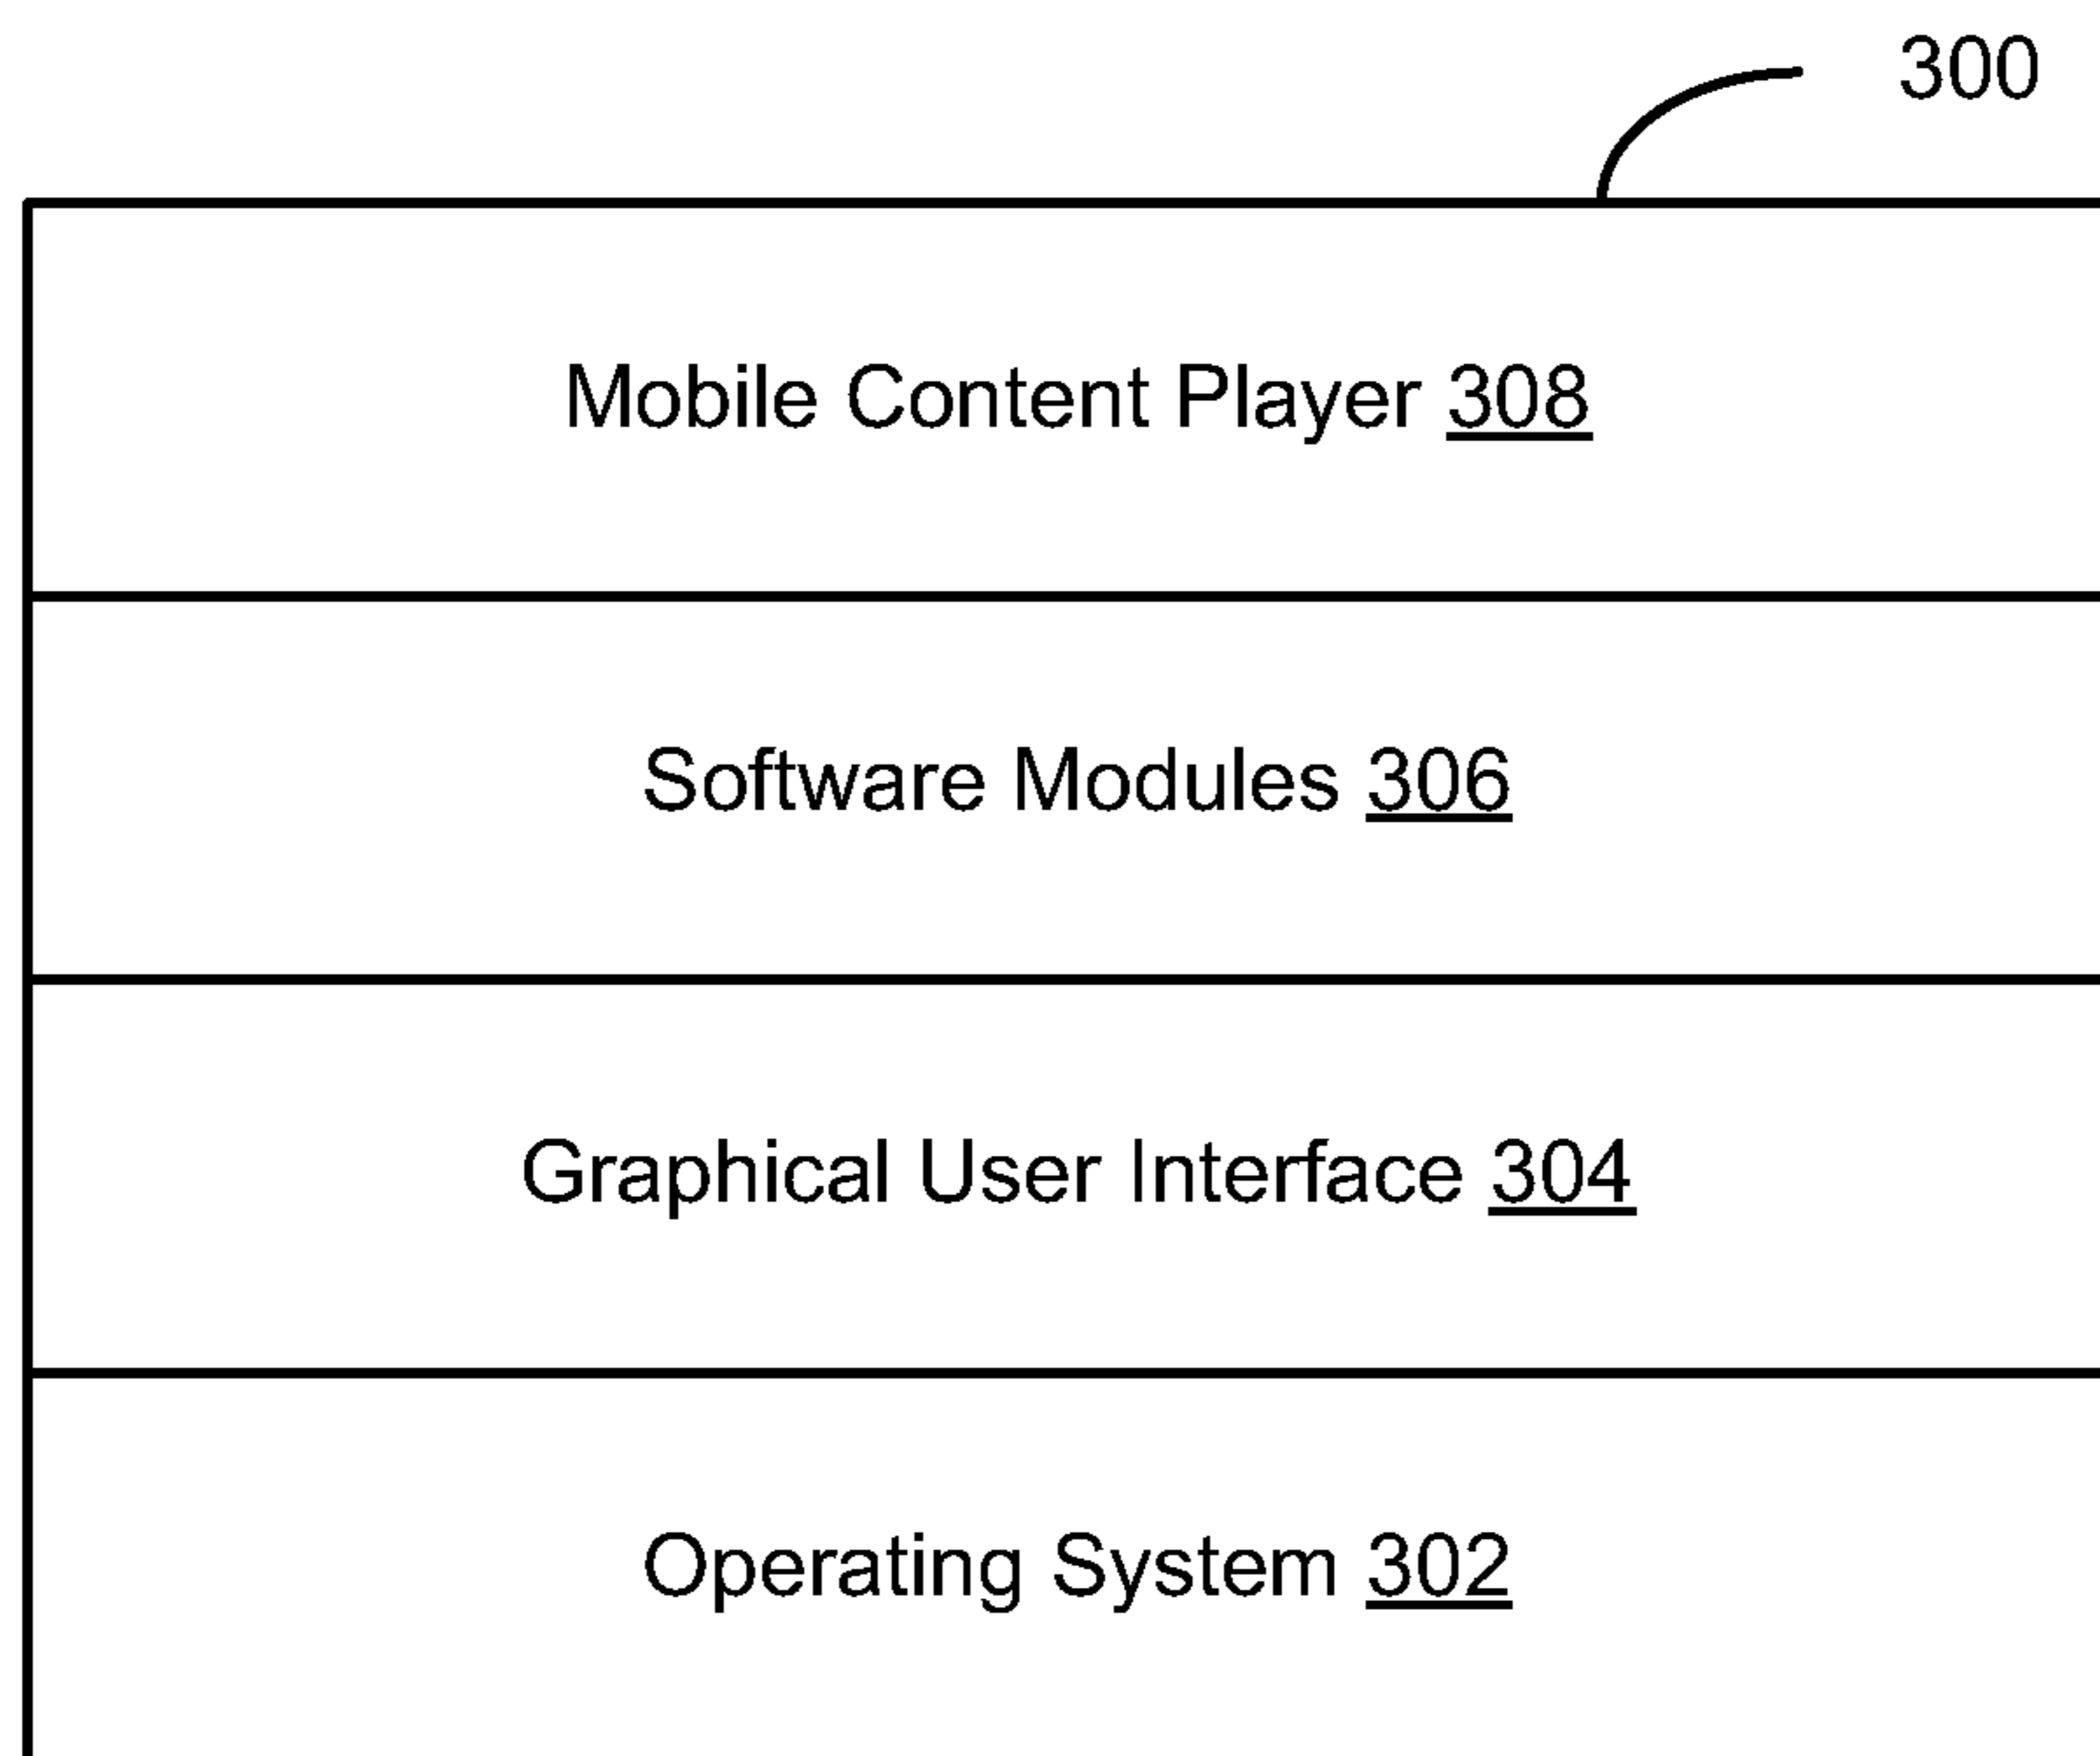 300
Mobile Content Player 308
Software Modules 306
Graphical User Interface 304
Operating System 302